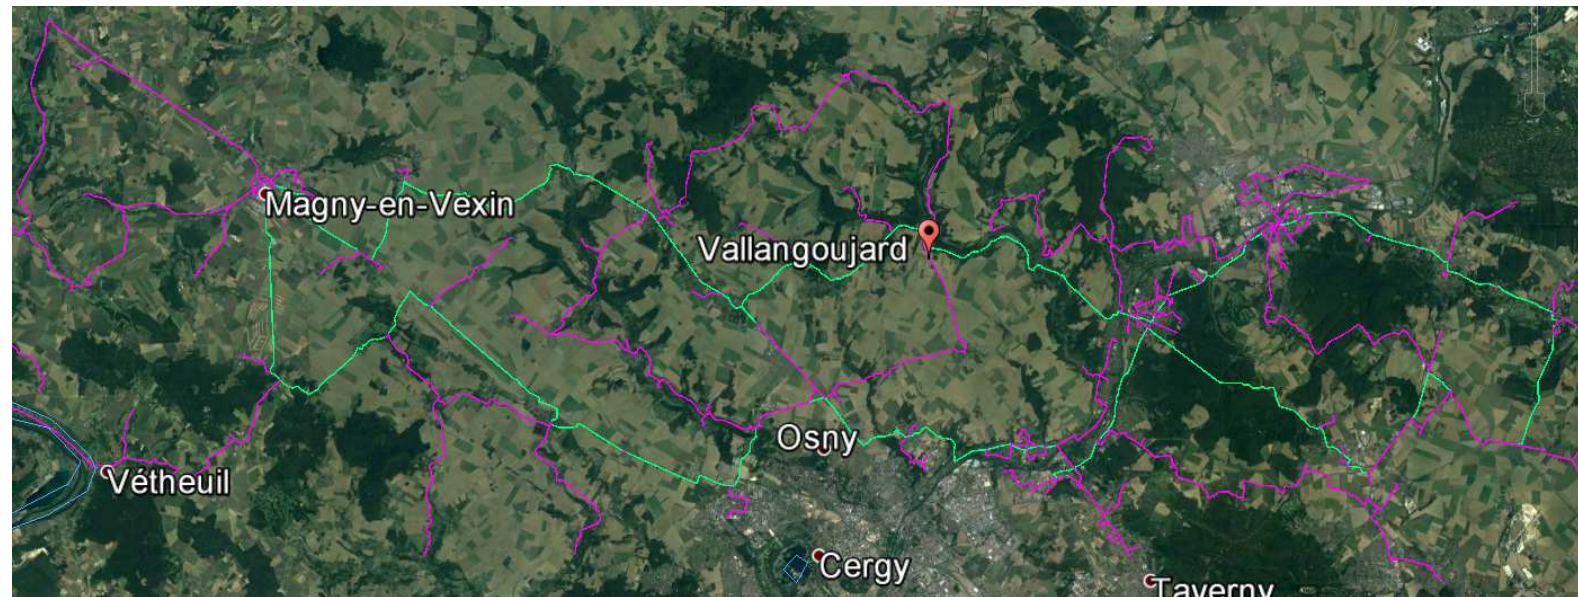 Magny-en-Vexin
Vallangoujard
Osny
Vétheuil
Cergy
Taverny